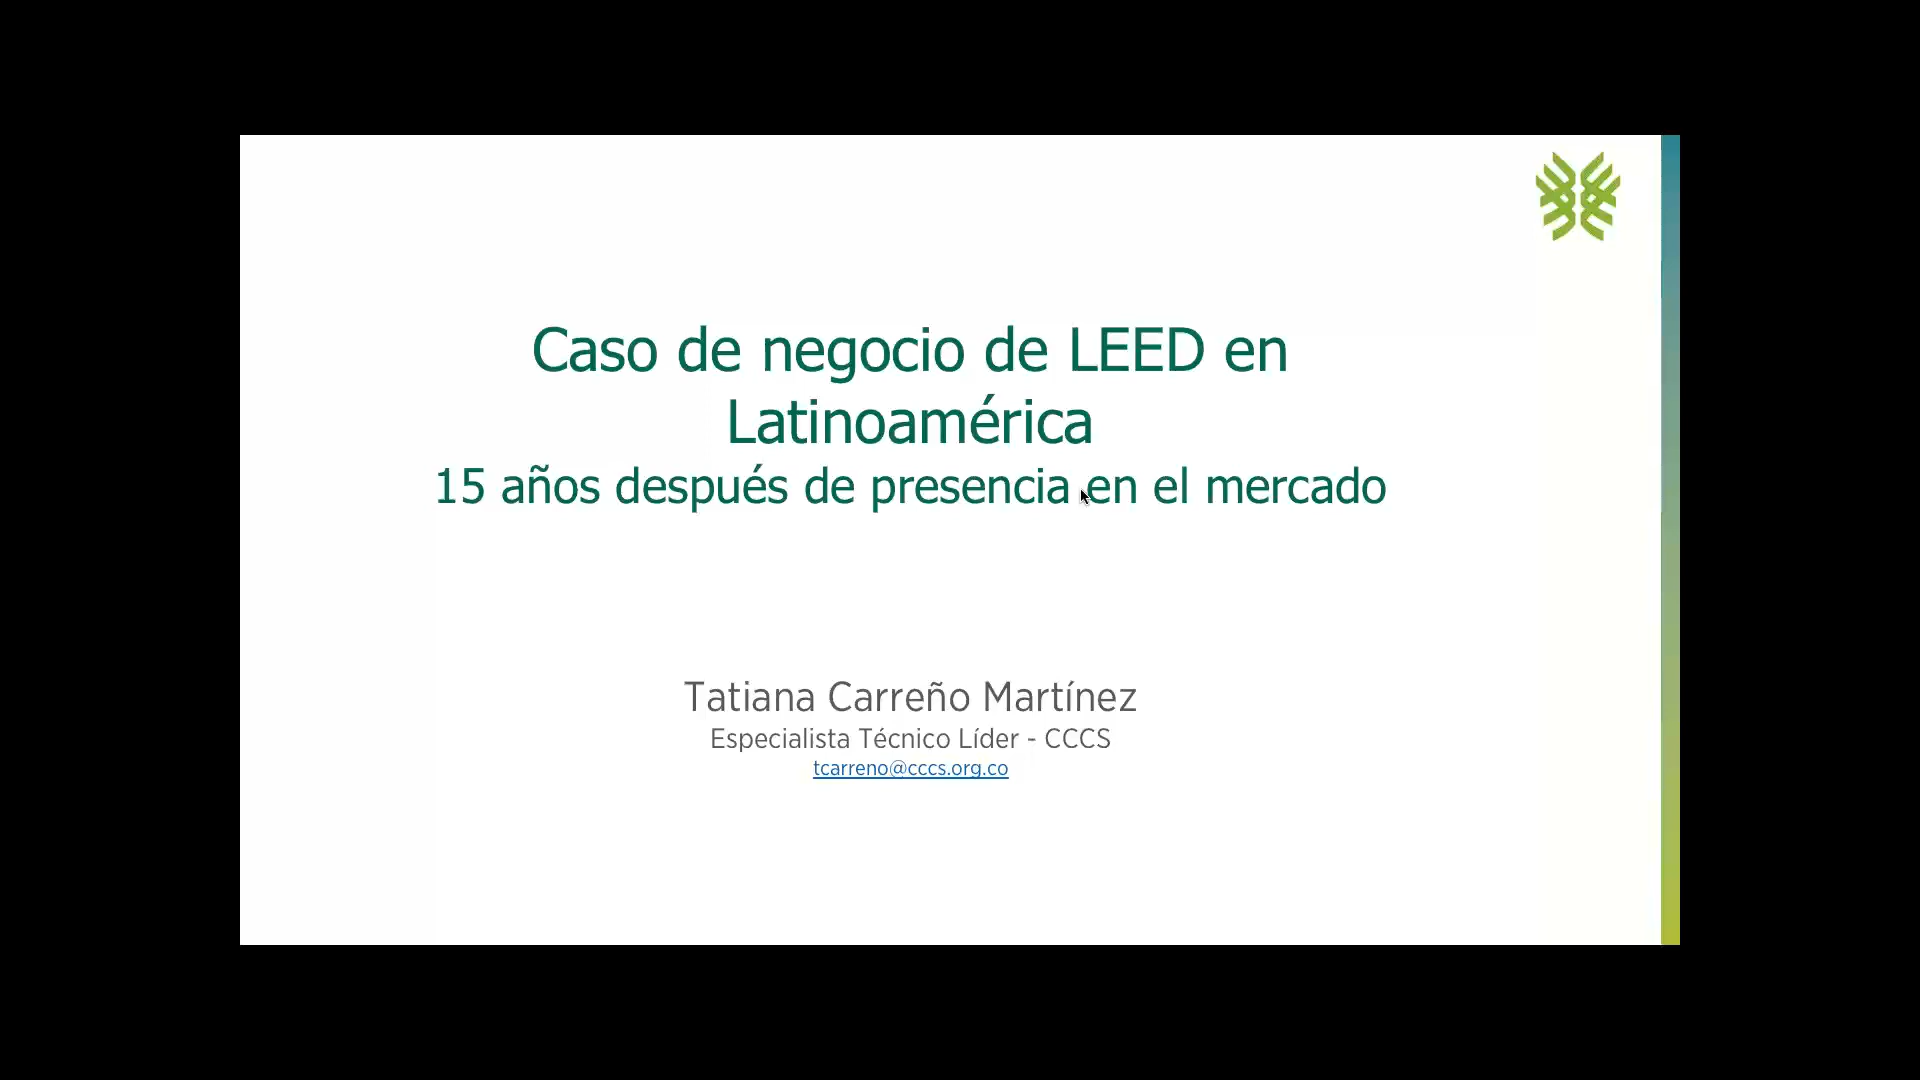 Caso de negocio de LEED en
Latinoamérica
15 años después de presencia en el mercado
Tatiana Carreño Martínez
Especialista Técnico Líder - CCCS
tcarreno@cccs.org.co